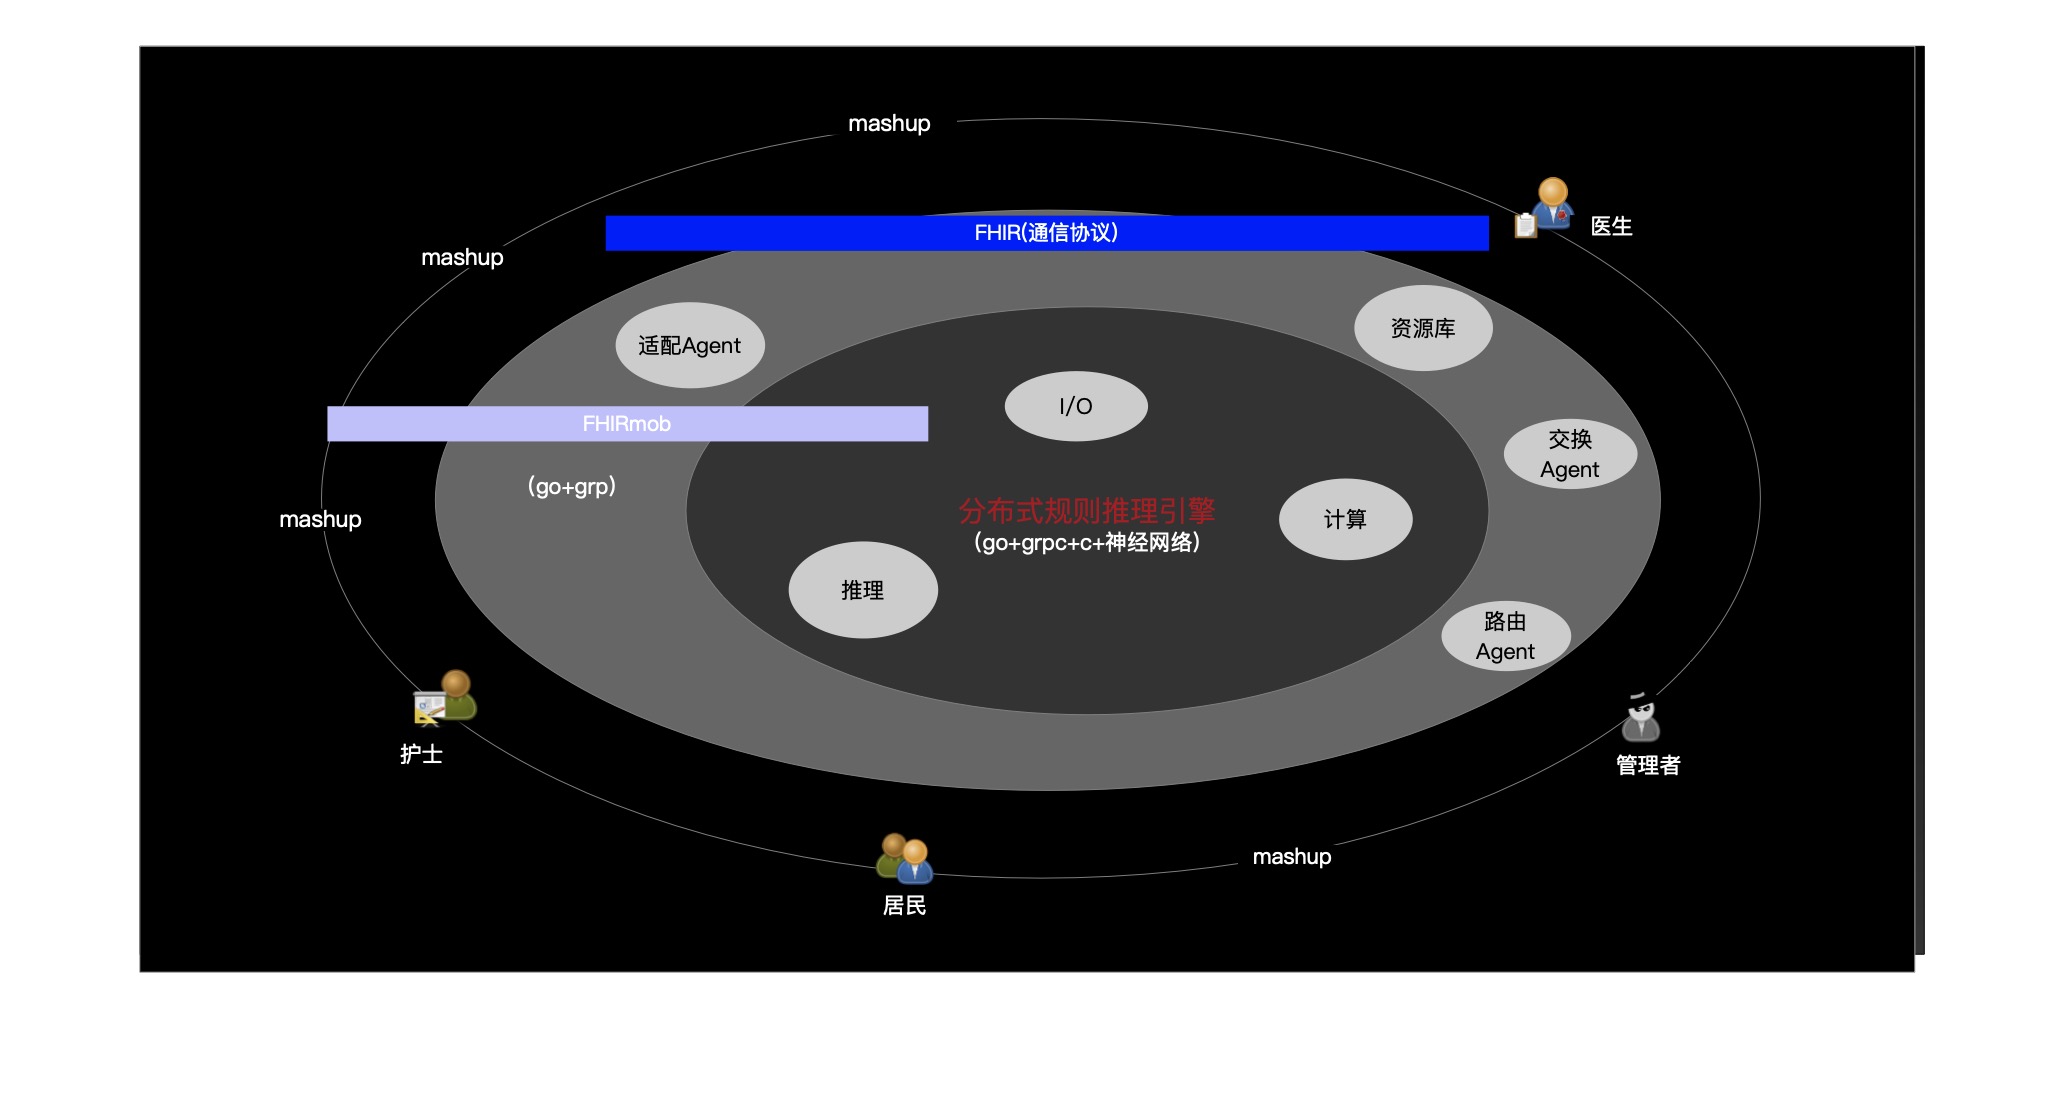 mashup
医生
FHIR(通信协议)
mashup
资源库
适配Agent
I/O
FHIRmob
交换
Agent
(go+grp)
分布式规则推理引擎
(go+grpc+c+神经网络)
计算
mashup
推理
路由
Agent
护士
管理者
mashup
居民